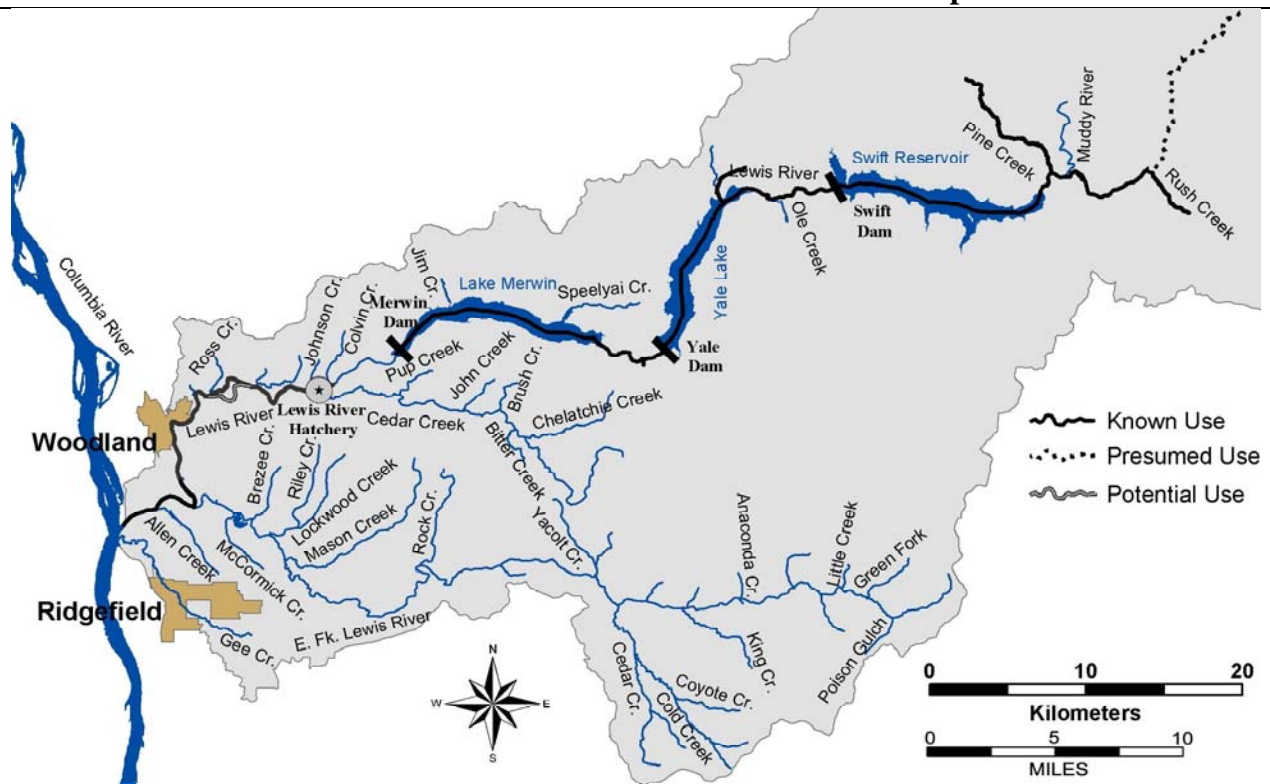 Columbia River
Woodland
Ridgefield
Ross Cr.
Johnson Cr.
Colvin Cr.
Jim Cr.
Merwin
Dam
Lake Merwin
Speelyai Cr.
Pup Creek
John Creek
Brush Cr.
Chelatchie Creek
Yale
Dam
Yale Lake
Lewis River
Ole Creek
Swift Reservoir
Swift
Dam
Pine Creek
Muddy River
Rush Creek
Lewis River
Lewis River
Hatchery
Cedar Creek
Bitter Creek
Yacolt Cr.
Brezee Cr.
Riley Cr.
Lockwood Creek
Mason Creek
Rock Cr.
Allen Creek
McCormick Cr.
Gee Cr.
E. Fk. Lewis River
Anaconda Cr.
Little Creek
Green Fork
King Cr.
Poison Gulch
Cedar Cr.
Coyote Cr.
Cold Creek
Known Use
Presumed Use
Potential Use
N
W E
S
0 10 20
Kilometers
0 5 10
MILES